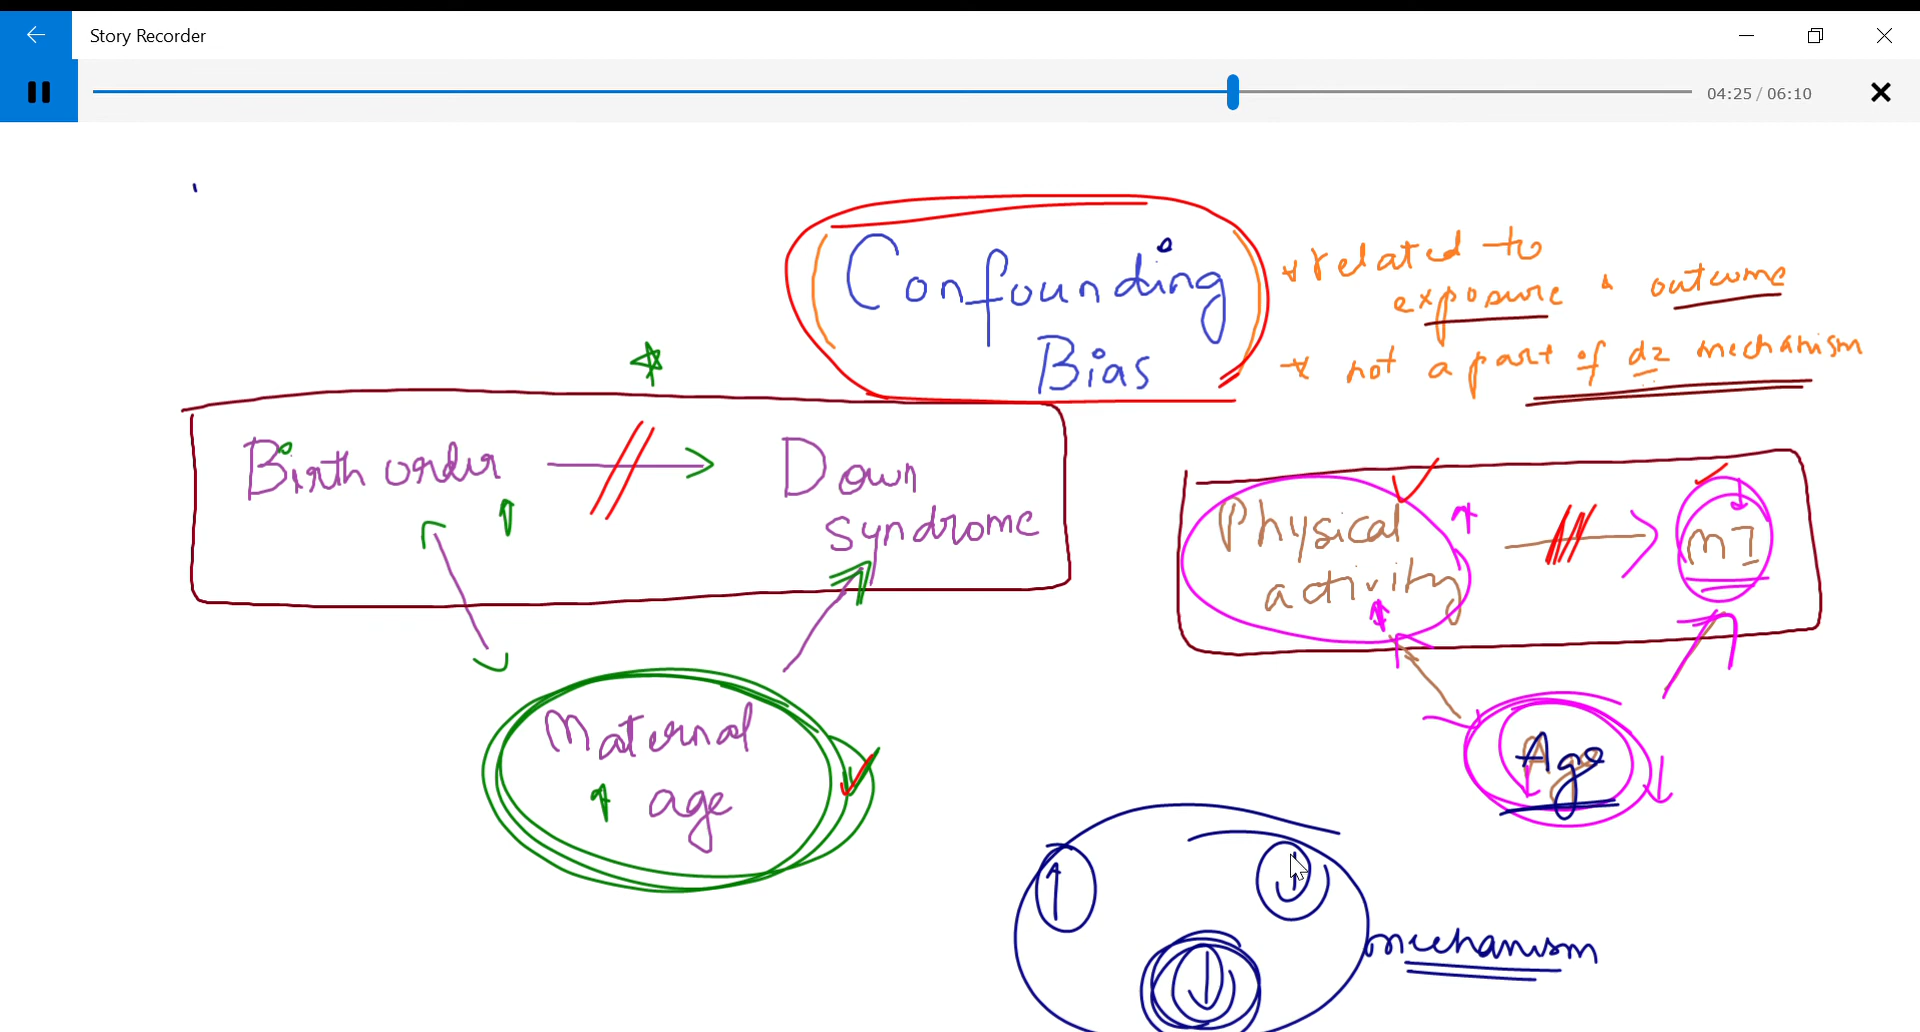 Story Recorder
04:25 / 06:10
Confounding
Bias
* related to
exposure & outcome
* not a part of dz mechanism
Birth order
Down
syndrome
Physical
activity
MI
Maternal
age
Age
mechanism